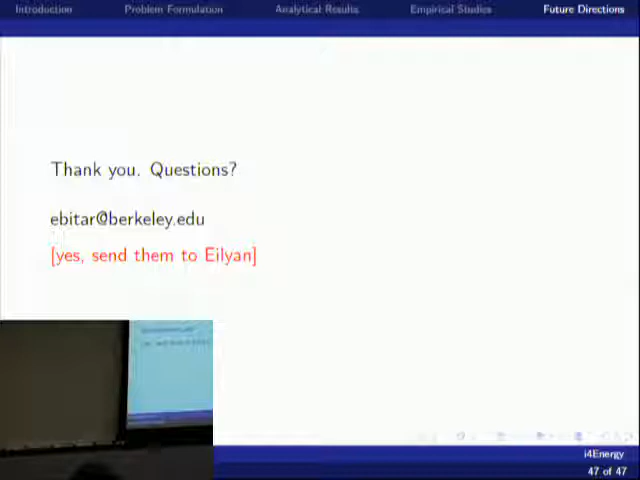 Introduction
Problem Formulation
Analytical Results
Empirical Studies
Future Directions
Thank you. Questions?
ebitar@berkeley.edu
[yes, send them to Eilyan]
i4Energy
47 of 47